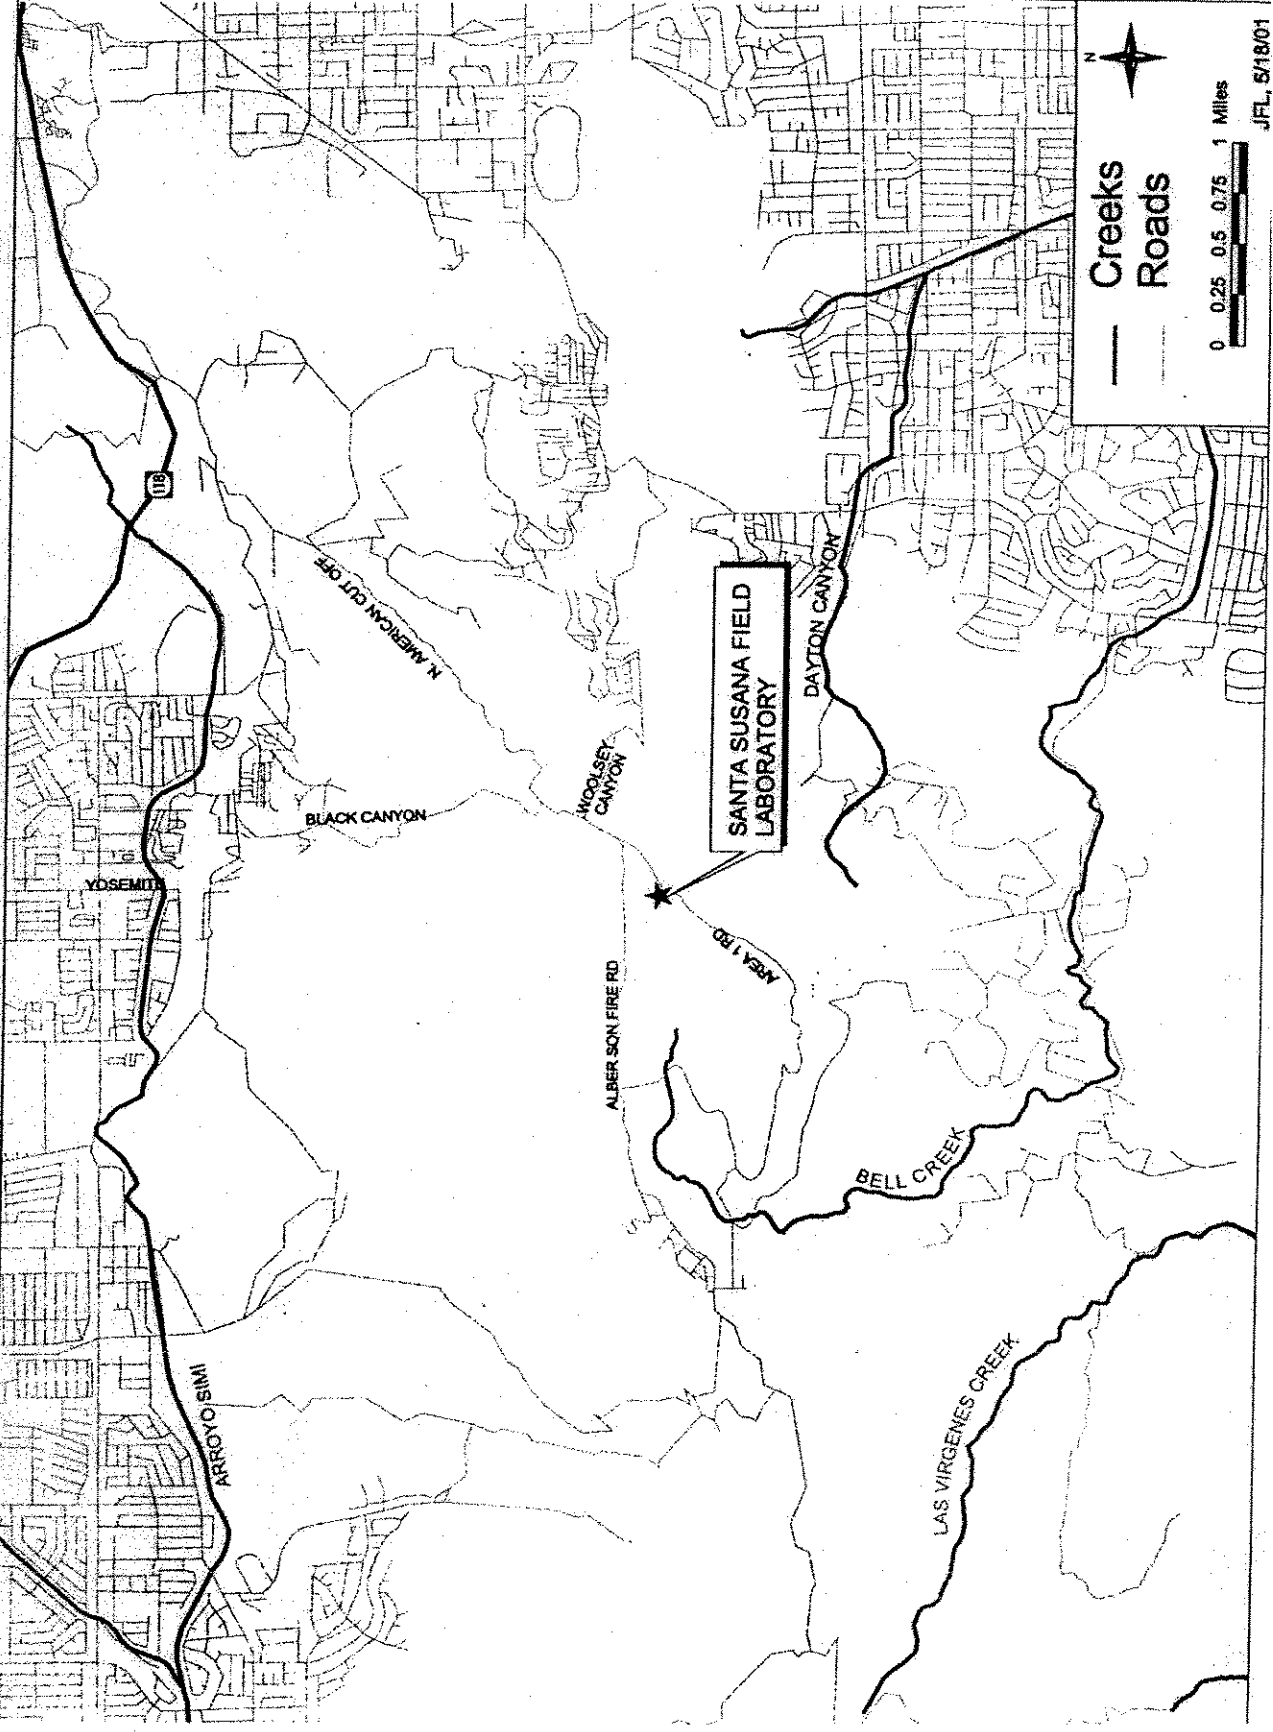 118
N. AMERICAN CUT OFF
YOSEMITE
BLACK CANYON
WOOLSEY
CANYON
SANTA SUSANA FIELD
LABORATORY
DAYTON CANYON
AREA 1 RD
ALBER SON FIRE RD
BELL CREEK
ARROYO SIMI
LAS VIRGENES CREEK
N
Creeks
Roads
0 0.25 0.5 0.75 1 Miles
JFL, 5/18/01